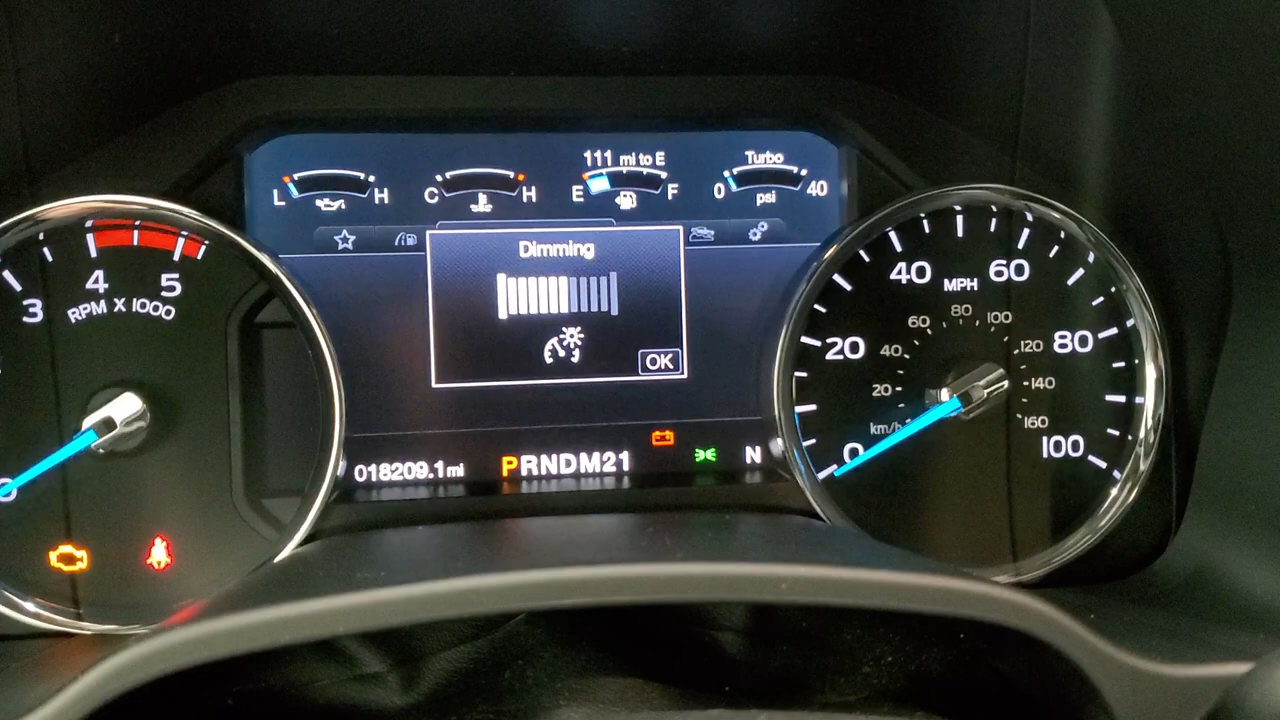 111 mi to E
Turbo
L H
C H
E F
0 40
psi
Dimming
OK
018209.1 mi
PRNDM21
N
3 4 5
RPM X 1000
0
0 20 40 60 80 100
MPH
20 40 60 80 100 120 140 160
km/h